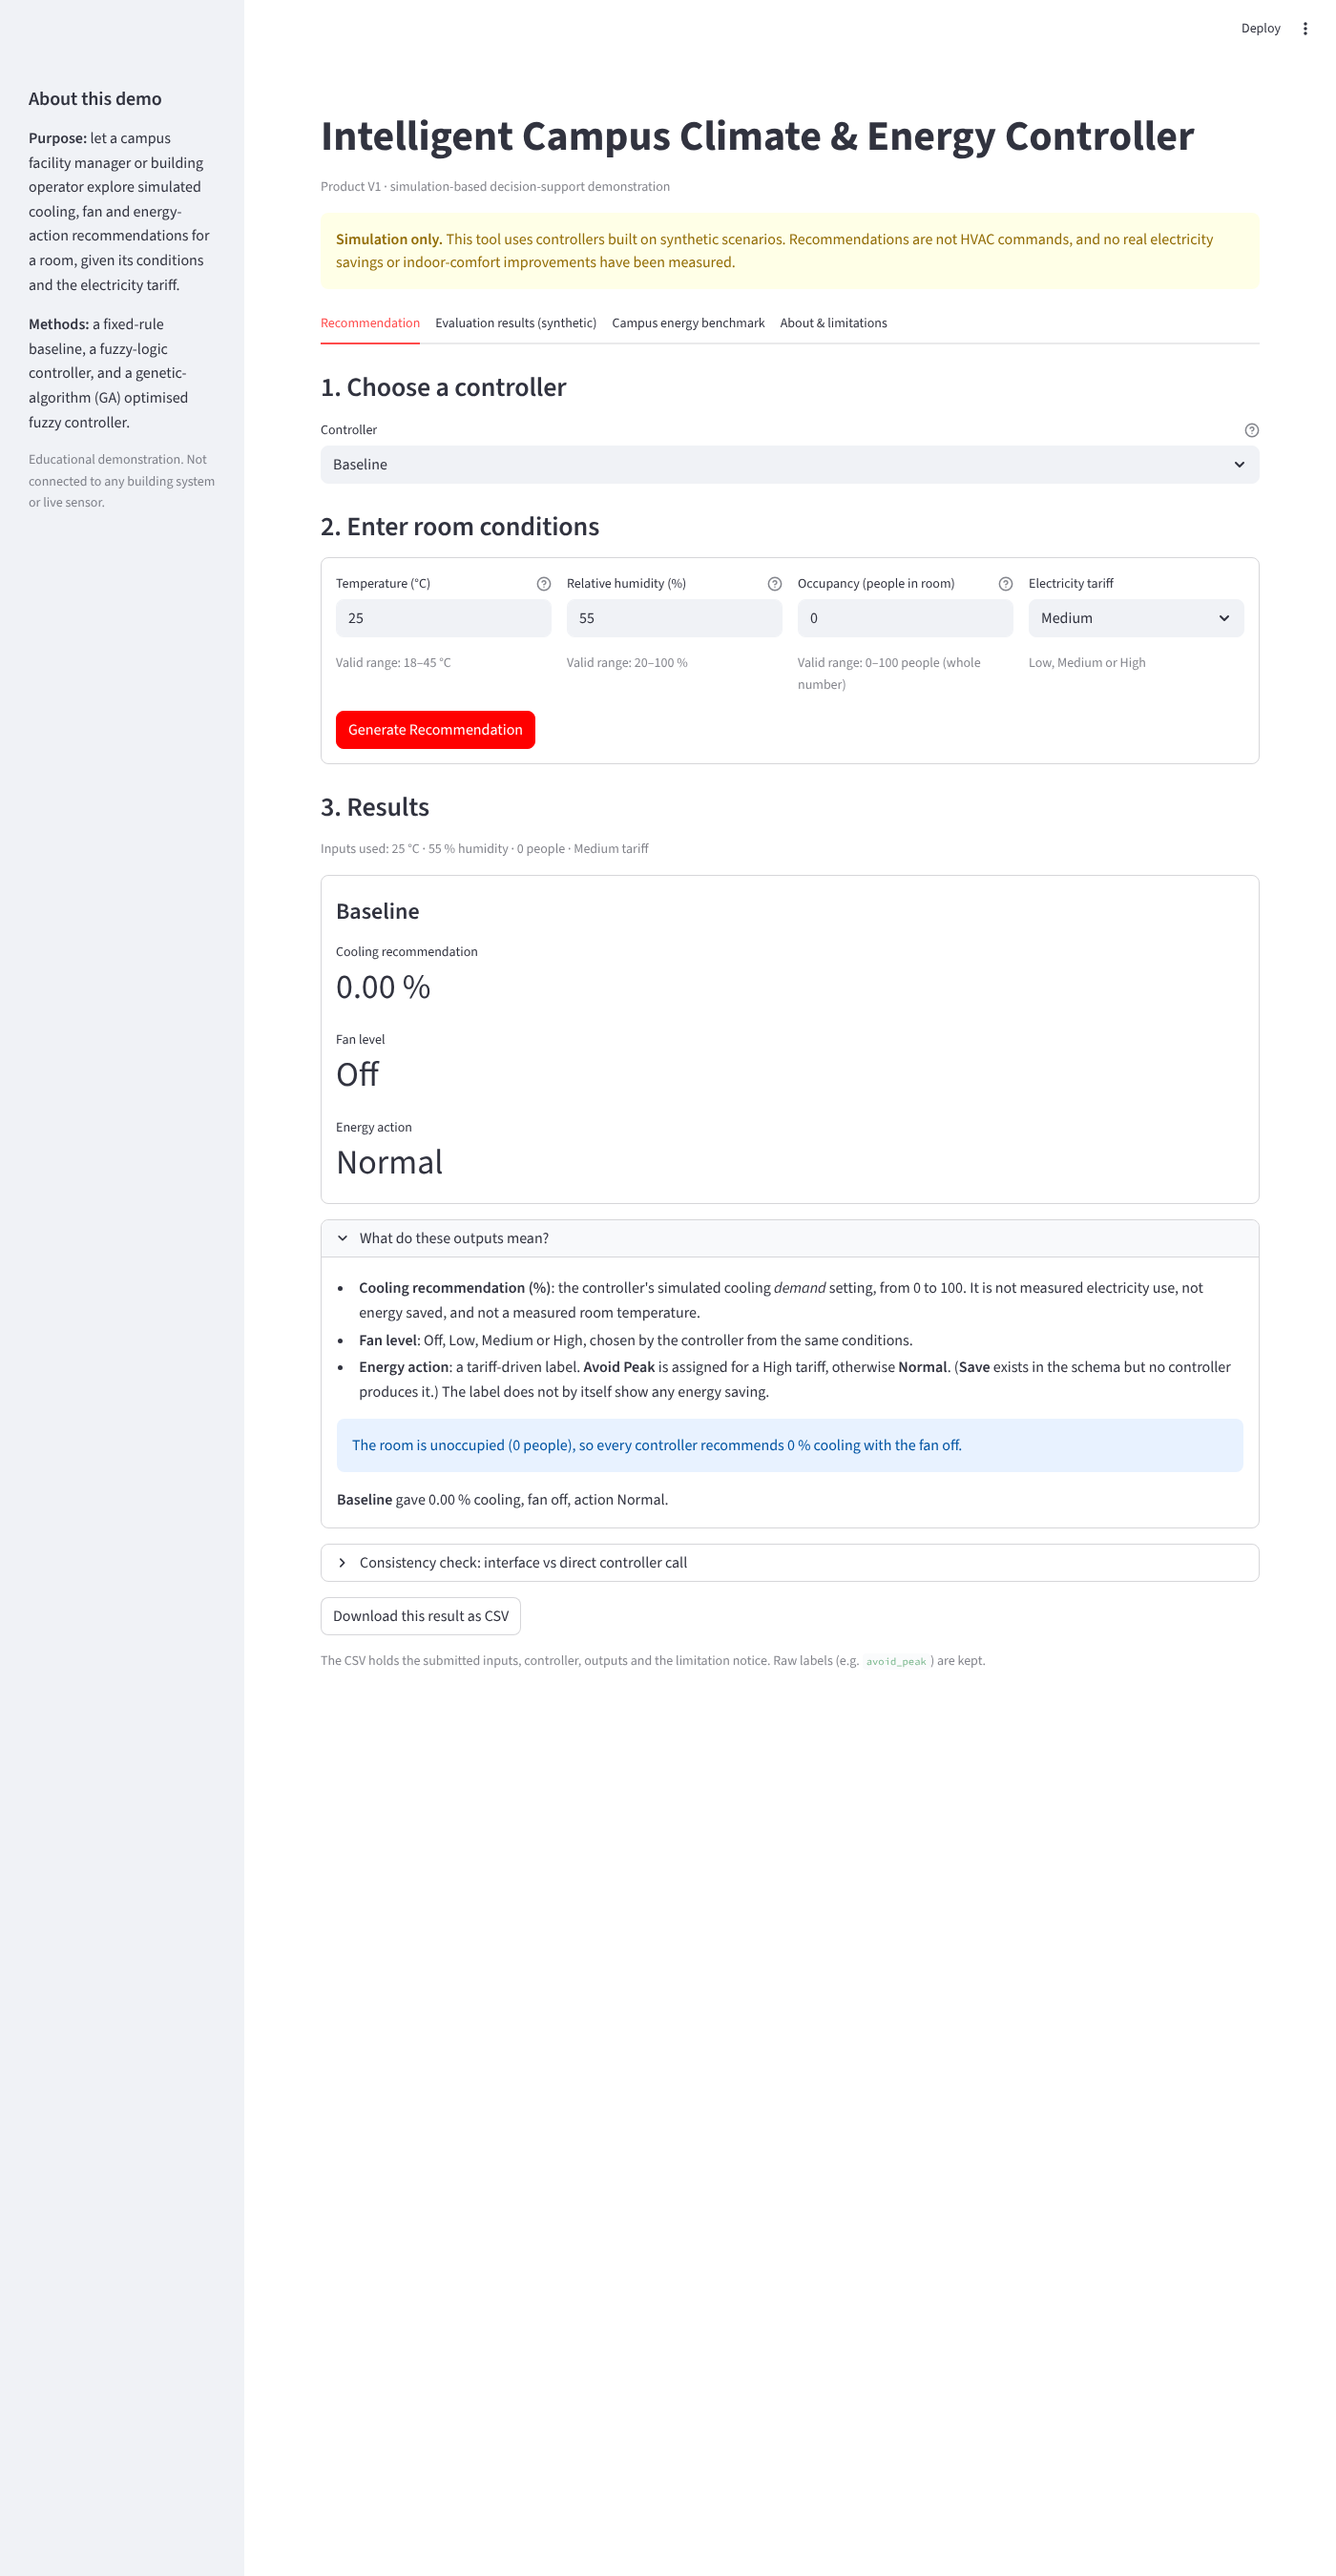 Deploy
About this demo
Purpose: let a campus
facility manager or building
operator explore simulated
cooling, fan and energy-
action recommendations for
a room, given its conditions
and the electricity tariff.
Methods: a fixed-rule
baseline, a fuzzy-logic
controller, and a genetic-
algorithm (GA) optimised
fuzzy controller.
Educational demonstration. Not
connected to any building system
or live sensor.
Intelligent Campus Climate & Energy Controller
Product V1 · simulation-based decision-support demonstration
Simulation only. This tool uses controllers built on synthetic scenarios. Recommendations are not HVAC commands, and no real electricity
savings or indoor-comfort improvements have been measured.
Recommendation Evaluation results (synthetic) Campus energy benchmark About & limitations
1. Choose a controller
Controller
Baseline
2. Enter room conditions
Temperature (°C) Relative humidity (%) Occupancy (people in room) Electricity tariff
25 55 0 Medium
Valid range: 18–45 °C Valid range: 20–100 % Valid range: 0–100 people (whole Low, Medium or High
number)
Generate Recommendation
3. Results
Inputs used: 25 °C · 55 % humidity · 0 people · Medium tariff
Baseline
Cooling recommendation
0.00 %
Fan level
Off
Energy action
Normal
What do these outputs mean?
• Cooling recommendation (%): the controller's simulated cooling demand setting, from 0 to 100. It is not measured electricity use, not
energy saved, and not a measured room temperature.
• Fan level: Off, Low, Medium or High, chosen by the controller from the same conditions.
• Energy action: a tariff-driven label. Avoid Peak is assigned for a High tariff, otherwise Normal. (Save exists in the schema but no controller
produces it.) The label does not by itself show any energy saving.
The room is unoccupied (0 people), so every controller recommends 0 % cooling with the fan off.
Baseline gave 0.00 % cooling, fan off, action Normal.
Consistency check: interface vs direct controller call
Download this result as CSV
The CSV holds the submitted inputs, controller, outputs and the limitation notice. Raw labels (e.g. avoid_peak ) are kept.